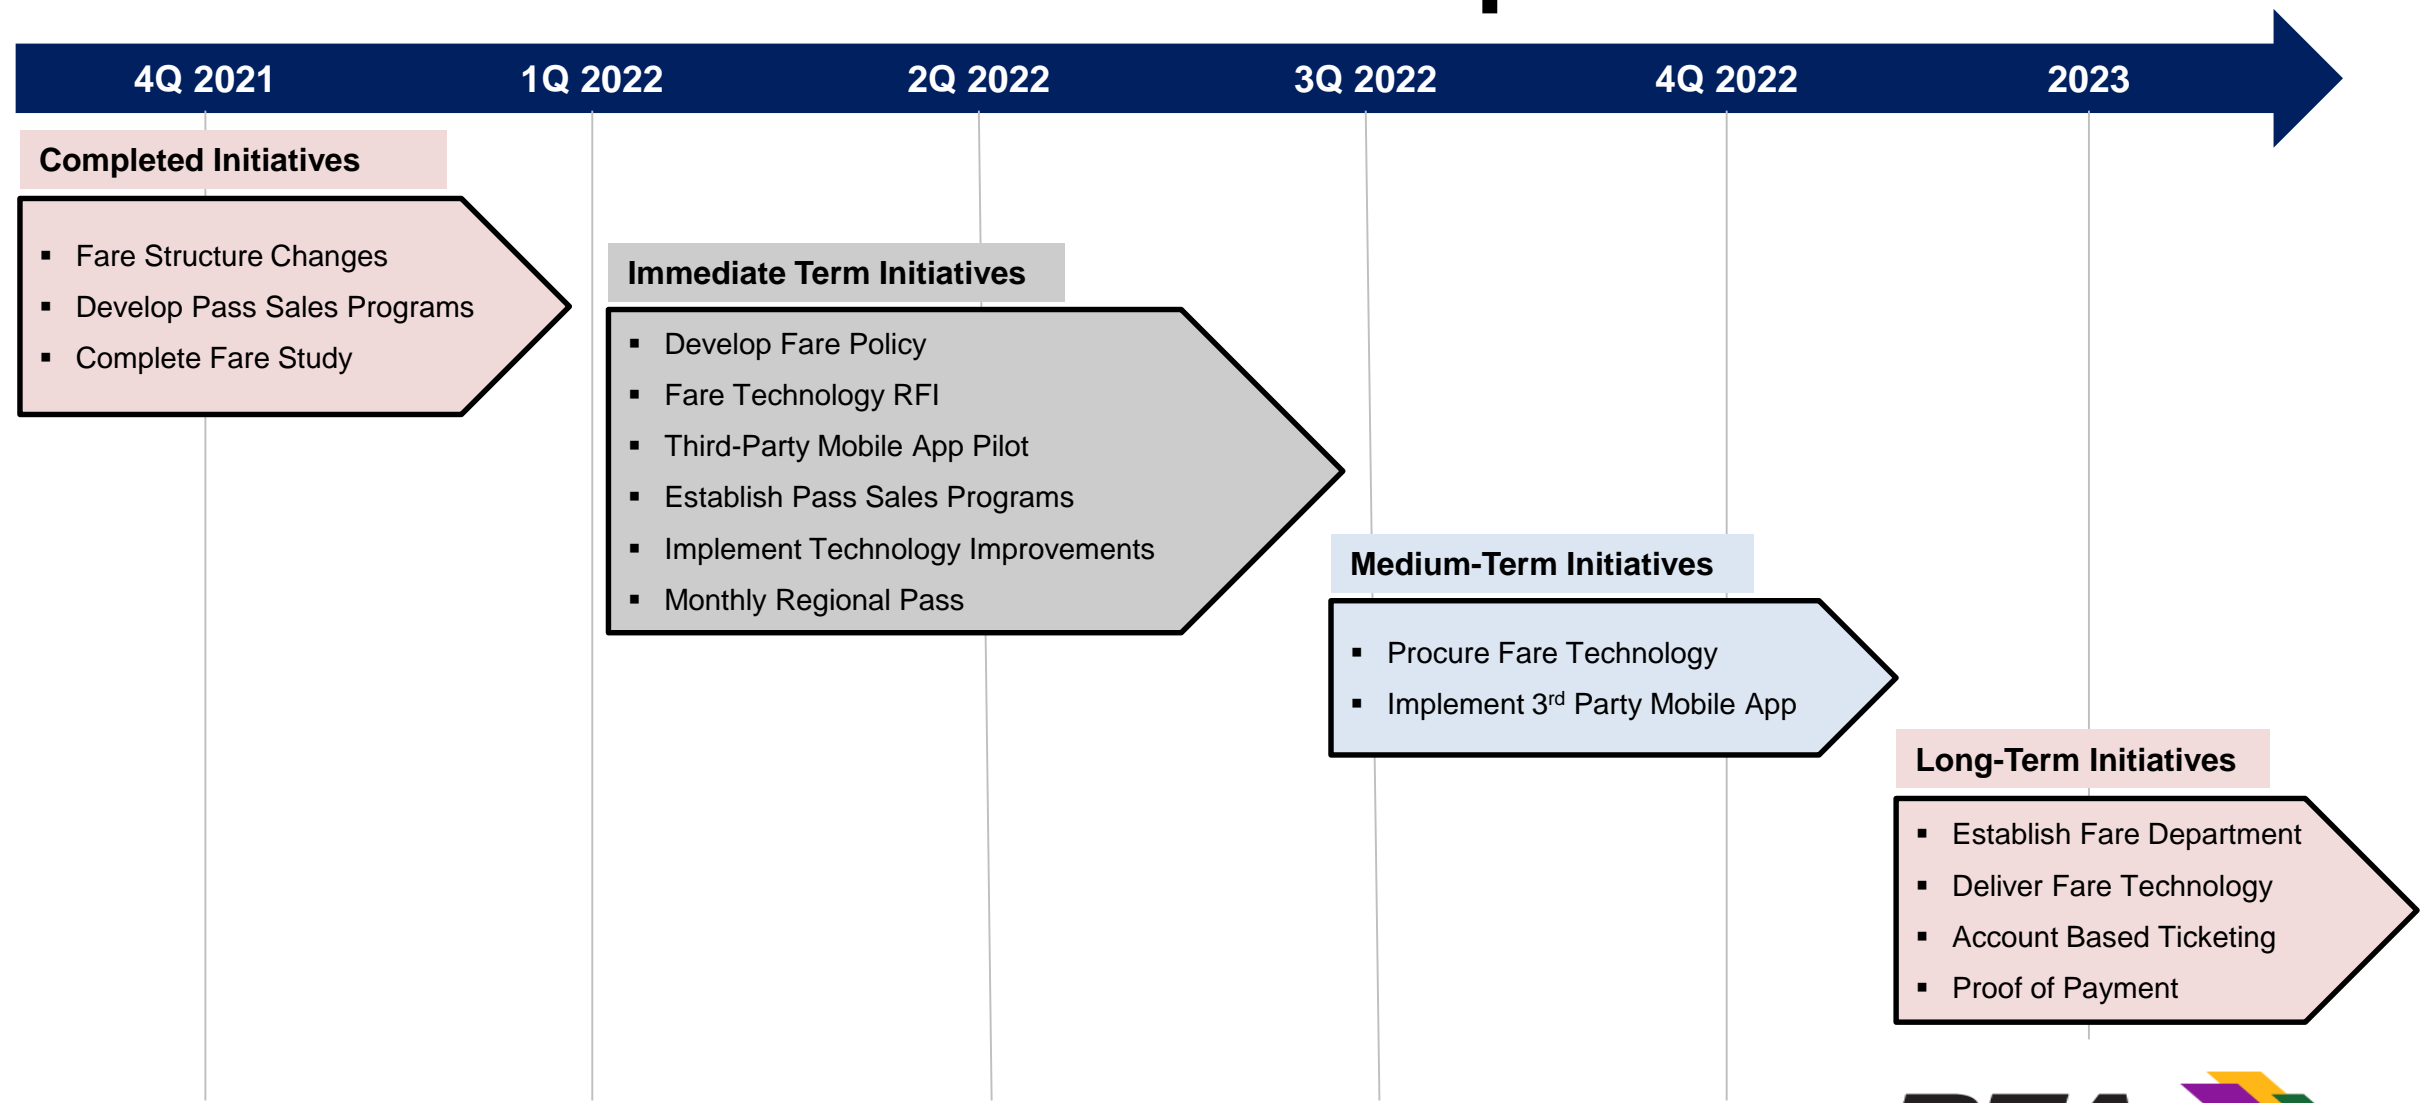 4Q 2021 1Q 2022 2Q 2022 3Q 2022 4Q 2022 2023
Completed Initiatives
▪ Fare Structure Changes
▪ Develop Pass Sales Programs
▪ Complete Fare Study
Immediate Term Initiatives
▪ Develop Fare Policy
▪ Fare Technology RFI
▪ Third-Party Mobile App Pilot
▪ Establish Pass Sales Programs
▪ Implement Technology Improvements
▪ Monthly Regional Pass
Medium-Term Initiatives
▪ Procure Fare Technology
▪ Implement 3rd Party Mobile App
Long-Term Initiatives
▪ Establish Fare Department
▪ Deliver Fare Technology
▪ Account Based Ticketing
▪ Proof of Payment